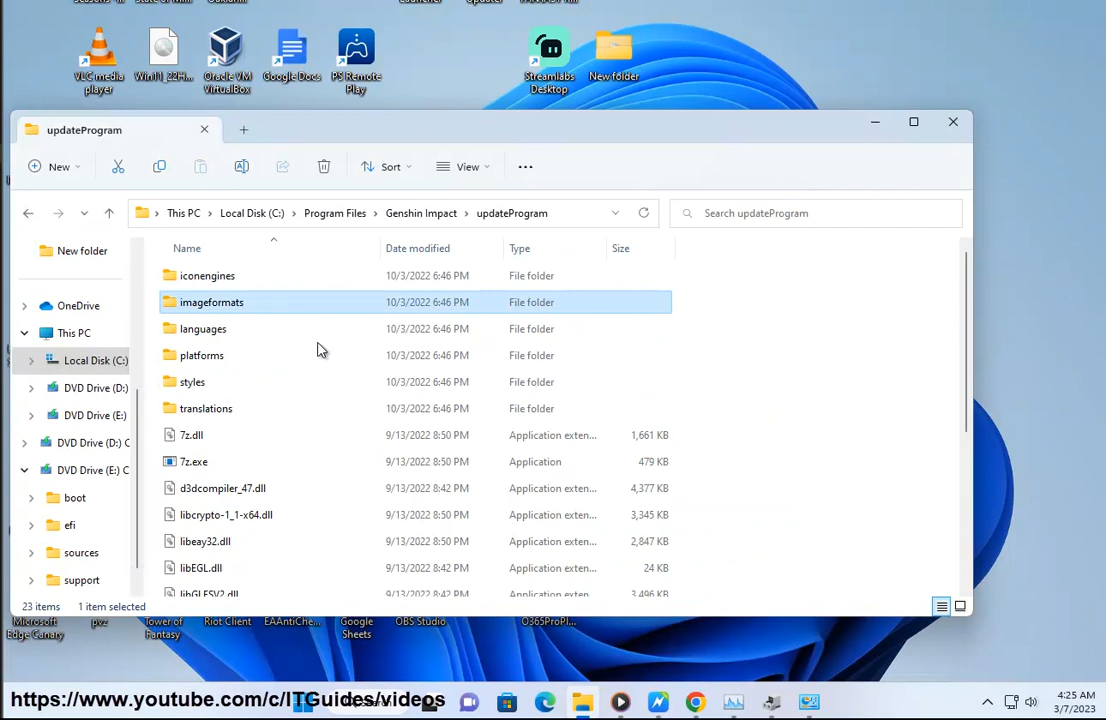 VLC media player
Win11_22H...
Oracle VM VirtualBox
Google Docs
PS Remote Play
Streamlabs Desktop
New folder
updateProgram
New
Sort
View
This PC > Local Disk (C:) > Program Files > Genshin Impact > updateProgram
Search updateProgram
New folder
OneDrive
This PC
Local Disk (C:)
DVD Drive (D:)
DVD Drive (E:)
DVD Drive (D:) C
DVD Drive (E:) C
boot
efi
sources
support
Name Date modified Type Size
iconengines 10/3/2022 6:46 PM File folder
imageformats 10/3/2022 6:46 PM File folder
languages 10/3/2022 6:46 PM File folder
platforms 10/3/2022 6:46 PM File folder
styles 10/3/2022 6:46 PM File folder
translations 10/3/2022 6:46 PM File folder
7z.dll 9/13/2022 8:50 PM Application exten... 1,661 KB
7z.exe 9/13/2022 8:50 PM Application 479 KB
d3dcompiler_47.dll 9/13/2022 8:42 PM Application exten... 4,377 KB
libcrypto-1_1-x64.dll 9/13/2022 8:50 PM Application exten... 3,345 KB
libeay32.dll 9/13/2022 8:50 PM Application exten... 2,847 KB
libEGL.dll 9/13/2022 8:42 PM Application exten... 24 KB
libGLESV2.dll 9/13/2022 8:42 PM Application exten... 3,496 KB
23 items 1 item selected
Microsoft Edge Canary
pvz
Tower of Fantasy
Riot Client
EAAntiChe...
Google Sheets
OBS Studio
O365ProPl...
https://www.youtube.com/c/ITGuides/videos
4:25 AM
3/7/2023